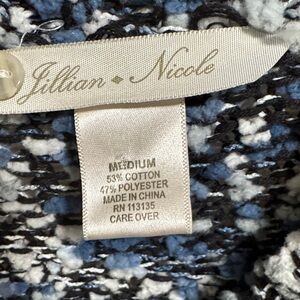 Jillian ✦ Nicole
MEDIUM
53% COTTON
47% POLYESTER
MADE IN CHINA
RN 113135
CARE OVER